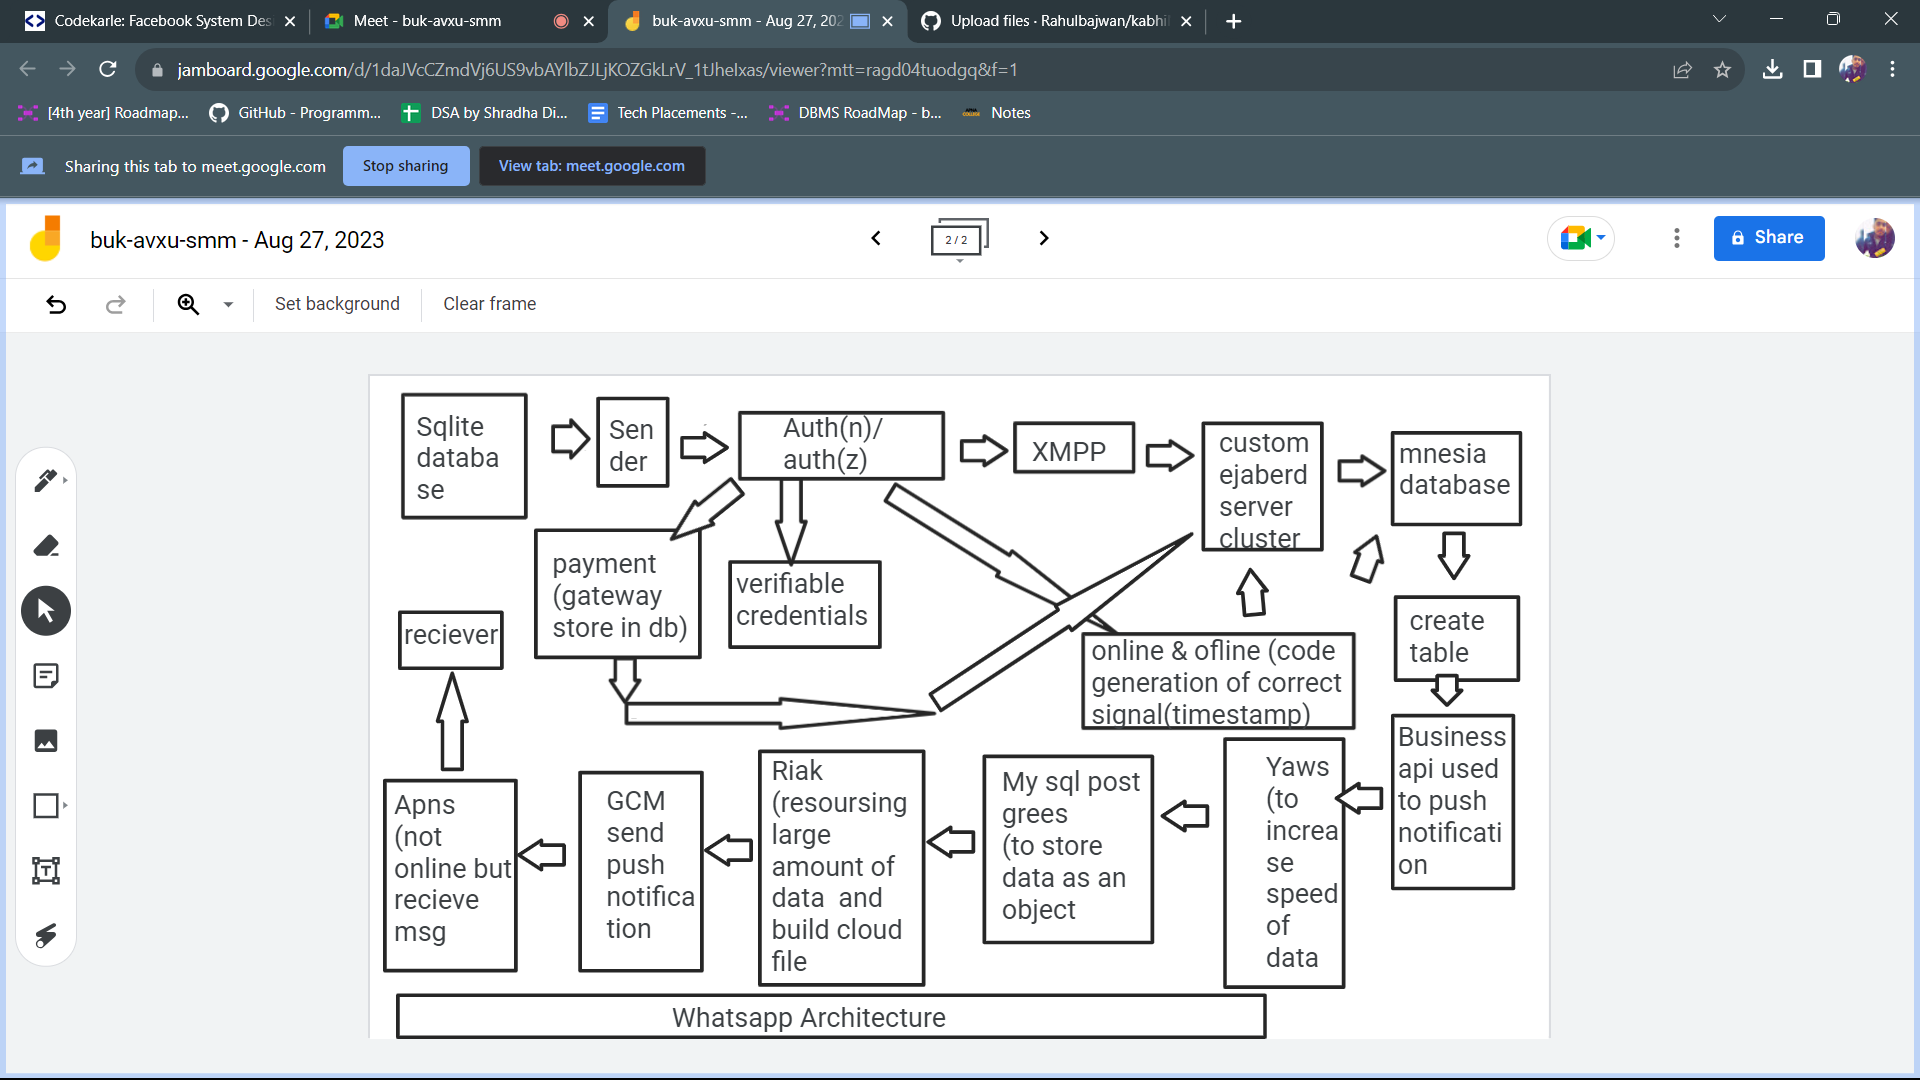 Codekarle: Facebook System Des
Meet - buk-avxu-smm
buk-avxu-smm - Aug 27, 202
Upload files · Rahulbajwan/kabhi
jamboard.google.com/d/1daJVcCZmdVj6US9vbAYlbZJLjKOZGkLrV_1tJhelxas/viewer?mtt=ragd04tuodgq&f=1
[4th year] Roadmap...
GitHub - Programm...
DSA by Shradha Di...
Tech Placements -...
DBMS RoadMap - b...
Notes
Sharing this tab to meet.google.com
Stop sharing
View tab: meet.google.com
buk-avxu-smm - Aug 27, 2023
2 / 2
Share
Set background
Clear frame
Sqlite
databa
se
Sen
der
Auth(n)/
auth(z)
XMPP
custom
ejaberd
server
cluster
mnesia
database
payment
(gateway
store in db)
verifiable
credentials
reciever
online & ofline (code
generation of correct
signal(timestamp)
create
table
Business
api used
to push
notificati
on
Yaws
(to
increa
se
speed
of
data
My sql post
grees
(to store
data as an
object
Riak
(resoursing
large
amount of
data and
build cloud
file
GCM
send
push
notifica
tion
Apns
(not
online but
recieve
msg
Whatsapp Architecture